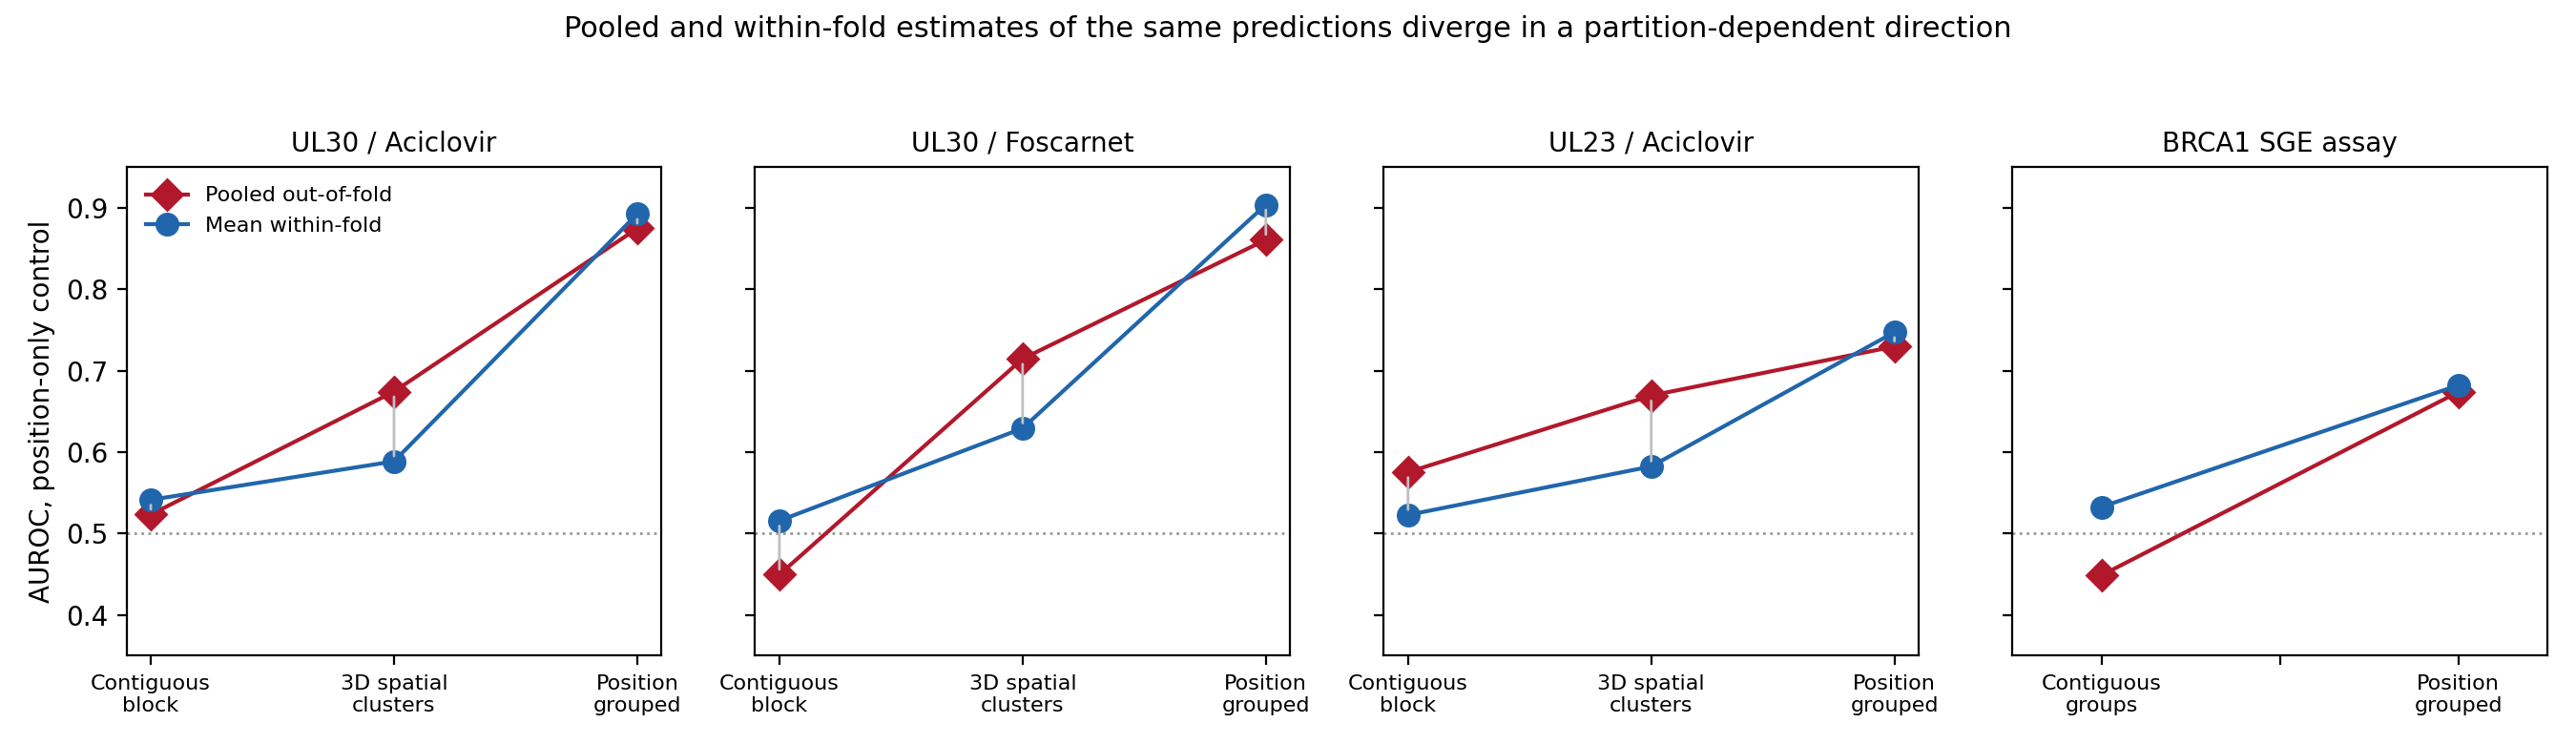 Pooled and within-fold estimates of the same predictions diverge in a partition-dependent direction
UL30 / Aciclovir
UL30 / Foscarnet
UL23 / Aciclovir
BRCA1 SGE assay
Pooled out-of-fold
Mean within-fold
AUROC, position-only control
0.9
0.8
0.7
0.6
0.5
0.4
Contiguous
block
3D spatial
clusters
Position
grouped
Contiguous
block
3D spatial
clusters
Position
grouped
Contiguous
block
3D spatial
clusters
Position
grouped
Contiguous
groups
Position
grouped